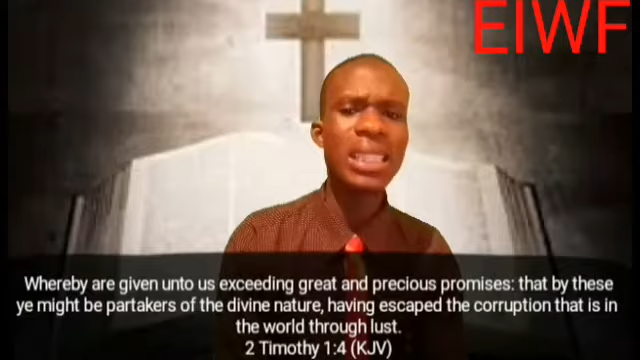 EIWF
Whereby are given unto us exceeding great and precious promises: that by these
ye might be partakers of the divine nature, having escaped the corruption that is in
the world through lust.
2 Timothy 1:4 (KJV)